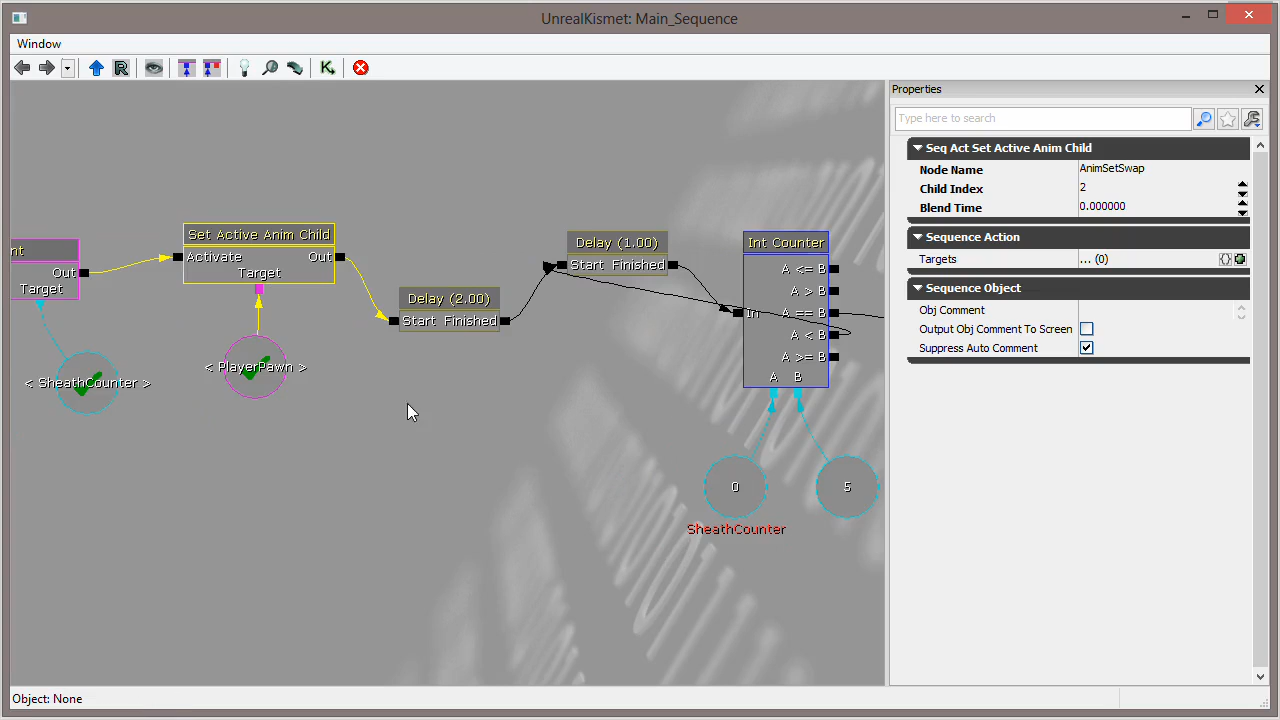 UnrealKismet: Main_Sequence
Window
R
K
Properties
Type here to search
Seq Act Set Active Anim Child
Node Name AnimSetSwap
Child Index 2
Blend Time 0.000000
Sequence Action
Targets ... (0)
Sequence Object
Obj Comment
Output Obj Comment To Screen
Suppress Auto Comment
nt
Out
Target
< SheathCounter >
Set Active Anim Child
Activate Out
Target
< PlayerPawn >
Delay (2.00)
Start Finished
Delay (1.00)
Start Finished
Int Counter
A <= B
A > B
In A == B
A < B
A >= B
A B
0
SheathCounter
5
Object: None